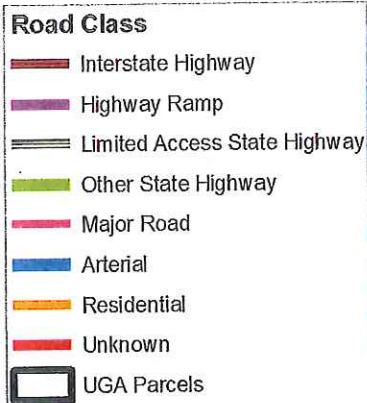 Road Class
Interstate Highway
Highway Ramp
Limited Access State Highway
Other State Highway
Major Road
Arterial
Residential
Unknown
UGA Parcels